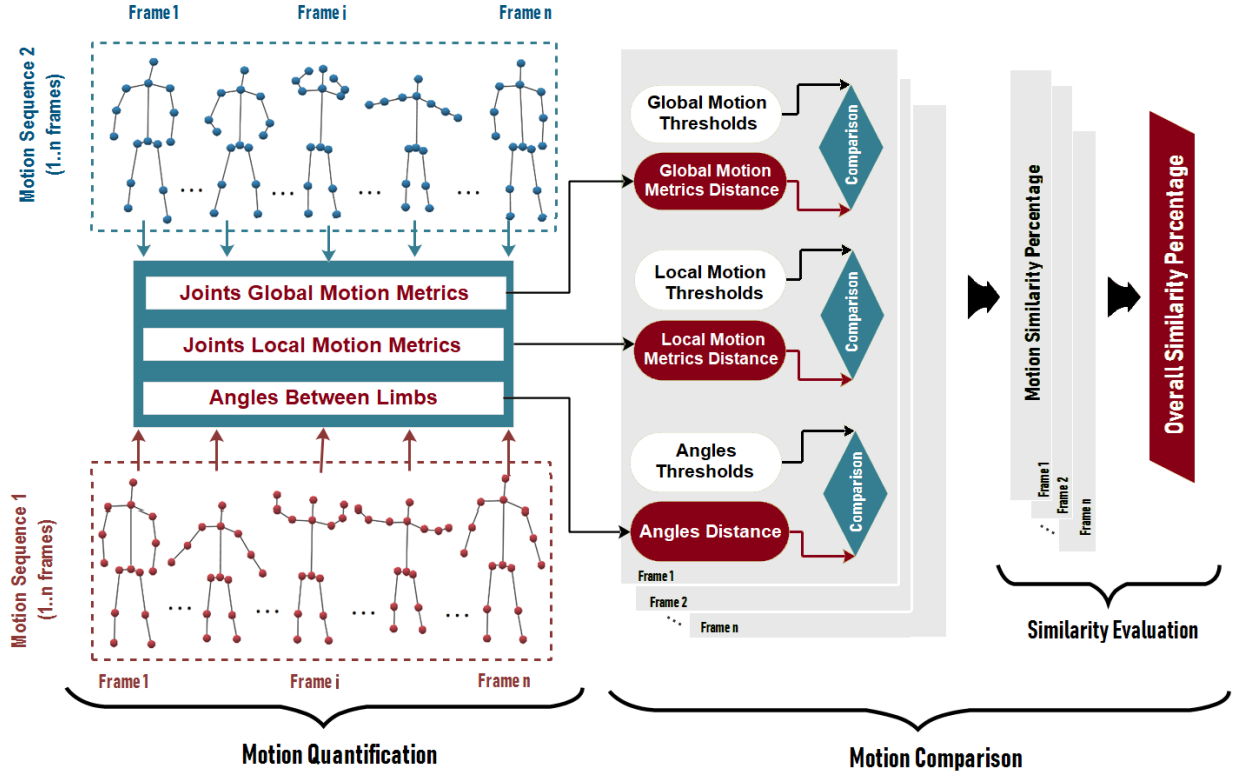 Frame 1
Frame i
Frame n
Motion Sequence 2
(1..n frames)
...
...
...
...
Joints Global Motion Metrics
Joints Local Motion Metrics
Angles Between Limbs
Motion Sequence 1
(1..n frames)
...
...
...
...
Frame 1
Frame i
Frame n
Motion Quantification
Global Motion
Thresholds
Global Motion
Metrics Distance
Comparison
Local Motion
Thresholds
Local Motion
Metrics Distance
Comparison
Angles
Thresholds
Angles Distance
Comparison
Frame 1
Frame 2
...
Frame n
Motion Similarity Percentage
Frame 1
Frame 2
...
Frame n
Overall Similarity Percentage
Similarity Evaluation
Motion Comparison